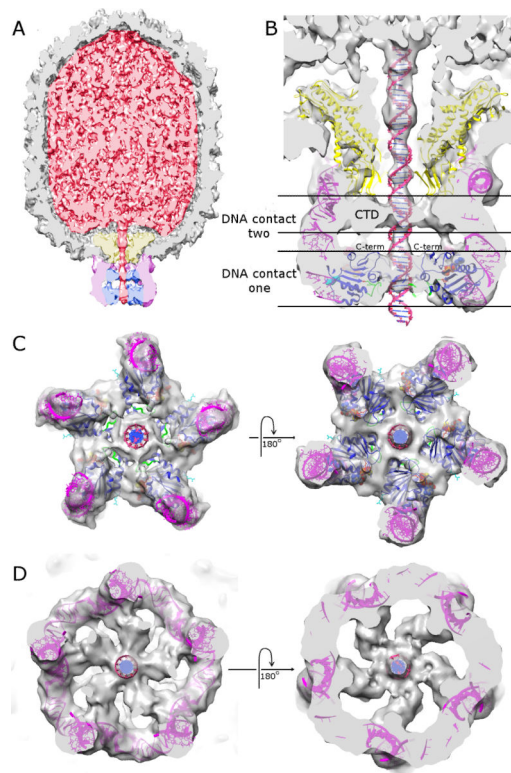 A
B
DNA contact
two
CTD
C-term
C-term
DNA contact
one
C
180°
D
180°